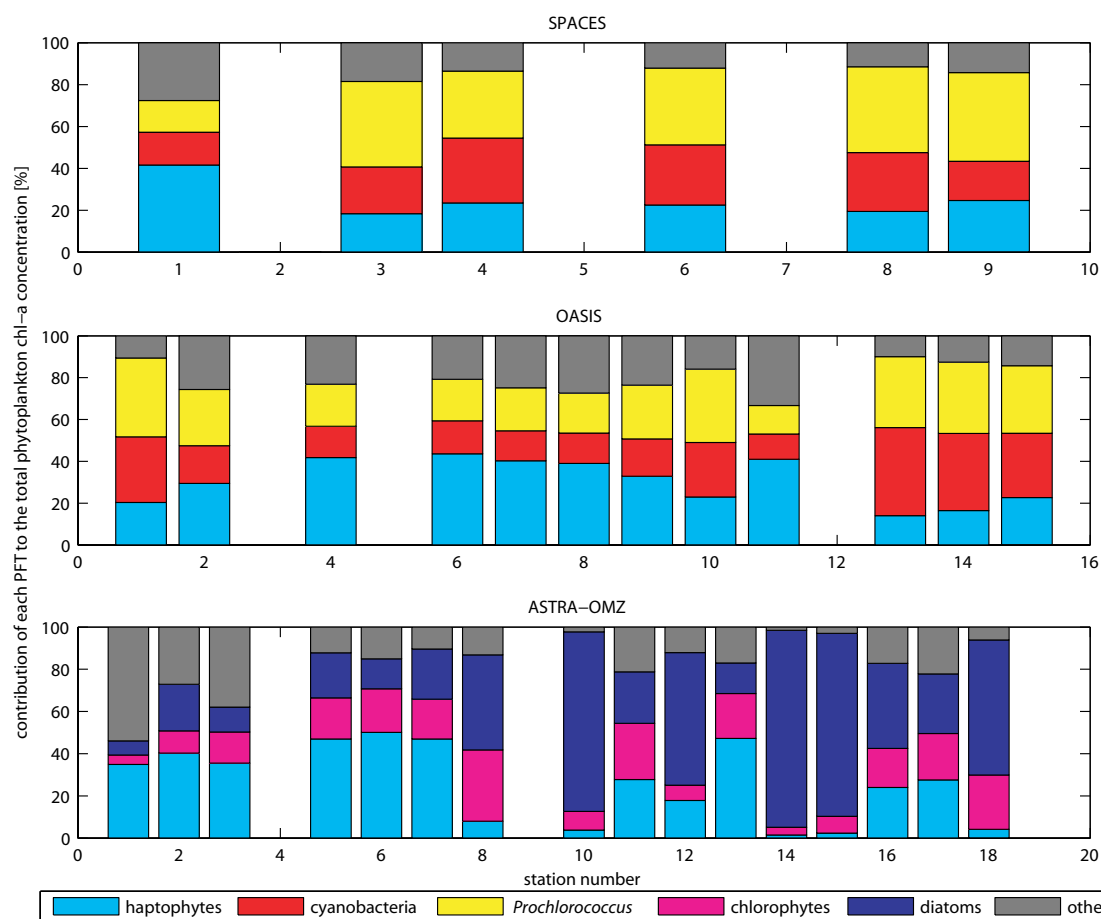 SPACES
100
80
60
40
20
0
0 1 2 3 4 5 6 7 8 9 10
OASIS
100
80
60
40
20
0
0 2 4 6 8 10 12 14 16
contribution of each PFT to the total phytoplankton chl−a concentration [%]
ASTRA−OMZ
100
80
60
40
20
0
0 2 4 6 8 10 12 14 16 18 20
station number
haptophytes cyanobacteria Prochlorococcus chlorophytes diatoms othe